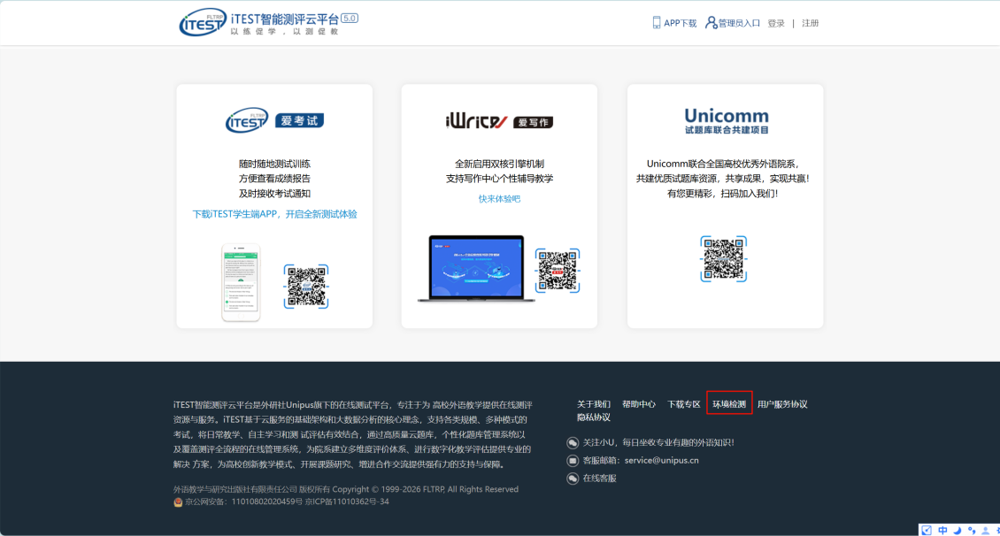 FLTRP
iTEST
iTEST智能测评云平台 5.0
以练促学，以测促教
APP下载 管理员入口 登录 | 注册
FLTRP
iTEST 爱考试
随时随地测试训练
方便查看成绩报告
及时接收考试通知
下载iTEST学生端APP，开启全新测试体验
iWrite 爱写作
全新启用双核引擎机制
支持写作中心个性辅导教学
快来体验吧
Unicomm
试题库联合共建项目
Unicomm联合全国高校优秀外语院系，
共建优质试题库资源，共享成果，实现共赢！
有您更精彩，扫码加入我们！
iTEST智能测评云平台是外研社Unipus旗下的在线测试平台，专注于为 高校外语教学提供在线测评
资源与服务。iTEST基于云服务的基础架构和大数据分析的核心理念，支持各类规模、多种模式的
考试，将日常教学、自主学习和测 试评估有效结合，通过高质量云题库，个性化题库管理系统以
及覆盖测评全流程的在线管理系统，为院系建立多维度评价体系、进行数字化教学评估提供专业的
解决 方案，为高校创新教学模式、开展课题研究、增进合作交流提供强有力的支持与保障。
外语教学与研究出版社有限责任公司 版权所有 Copyright © 1999-2026 FLTRP, All Rights Reserved
京公网安备：11010802020459号 京ICP备11010362号-34
关于我们 帮助中心 下载专区 环境检测 用户服务协议
隐私协议
关注小U，每日坐收专业有趣的外语知识！
客服邮箱：service@unipus.cn
在线客服
中